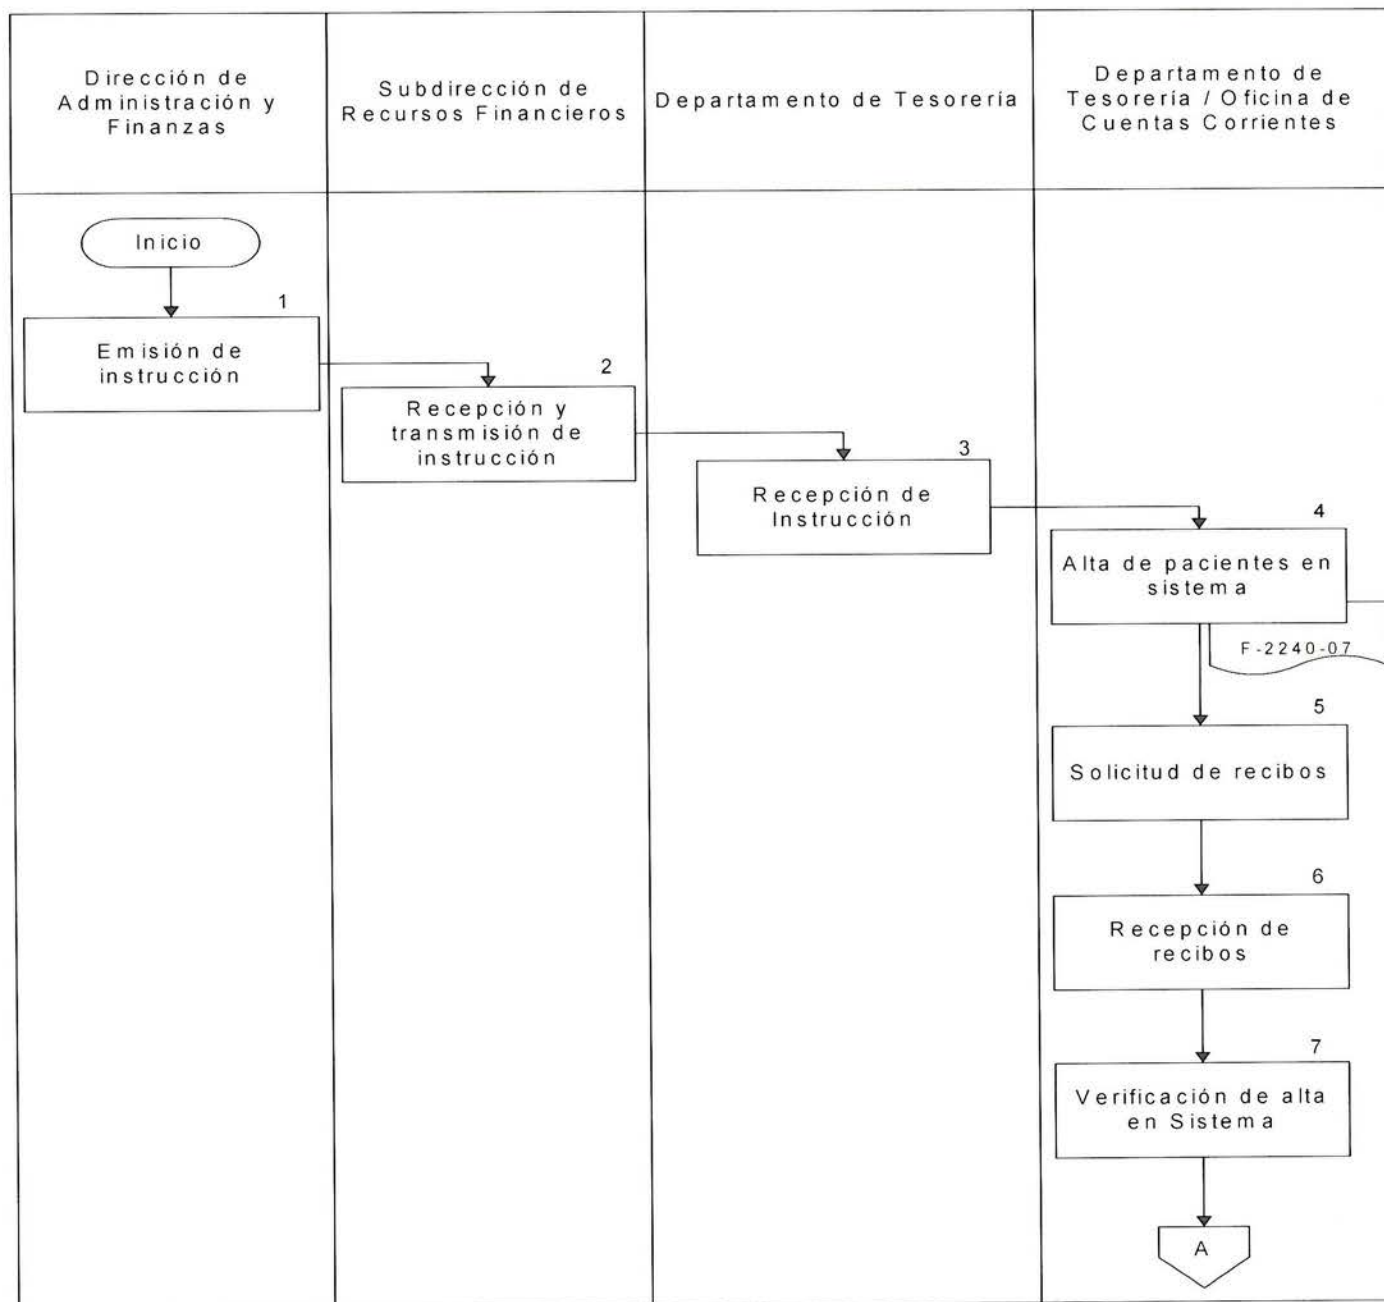 Dirección de
Administración y
Finanzas
Subdirección de
Recursos Financieros
Departamento de Tesorería
Departamento de
Tesorería / Oficina de
Cuentas Corrientes
Inicio
1
Emisión de
instrucción
2
Recepción y
transmisión de
instrucción
3
Recepción de
Instrucción
4
Alta de pacientes en
sistema
F-2240-07
5
Solicitud de recibos
6
Recepción de
recibos
7
Verificación de alta
en Sistema
A